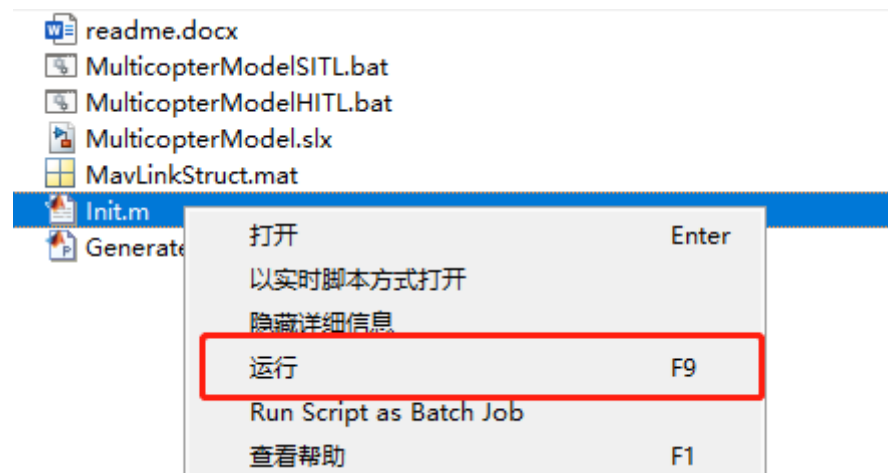 readme.docx
MulticopterModelSITL.bat
MulticopterModelHITL.bat
MulticopterModel.slx
MavLinkStruct.mat
Init.m
Generate
打开 Enter
以实时脚本方式打开
隐藏详细信息
运行 F9
Run Script as Batch Job
查看帮助 F1